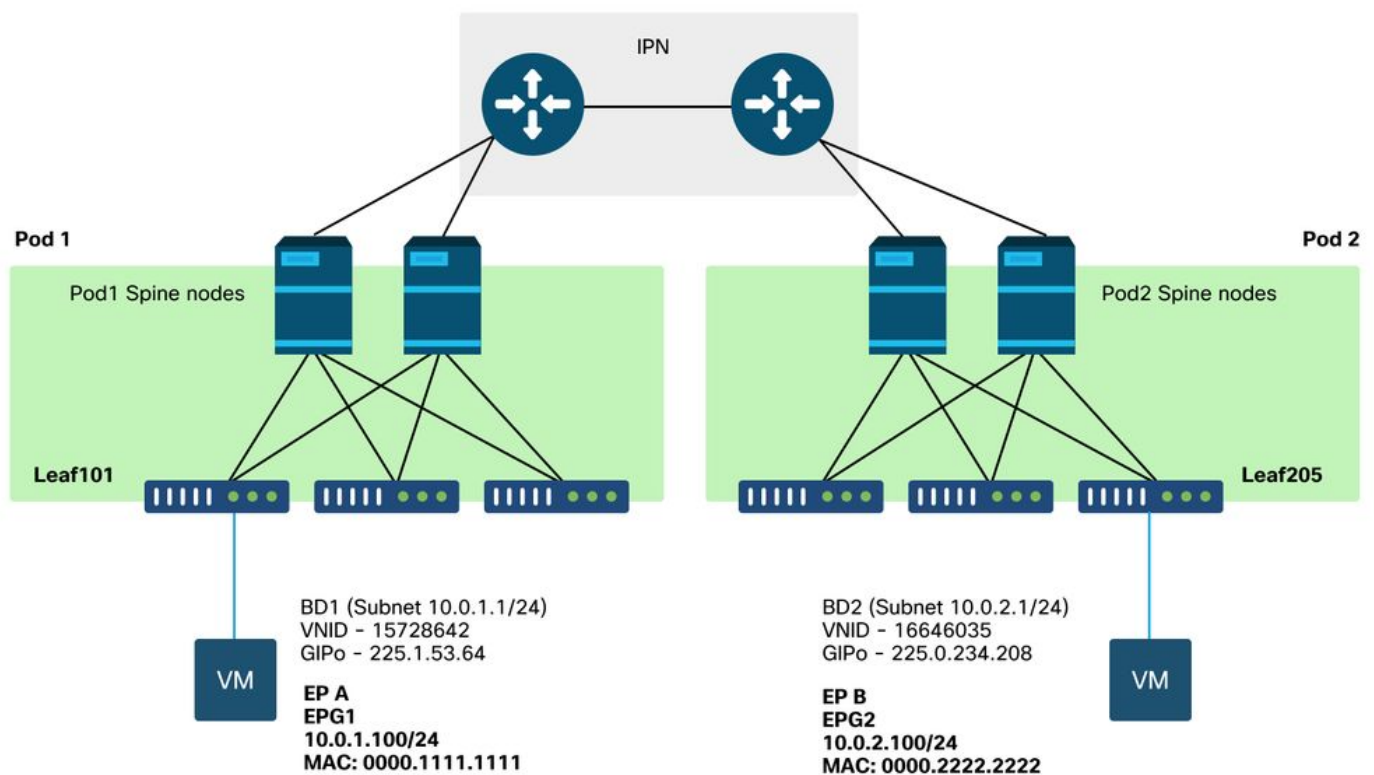 IPN
Pod 1
Pod 2
Pod1 Spine nodes
Pod2 Spine nodes
Leaf101
Leaf205
BD1 (Subnet 10.0.1.1/24)
VNID - 15728642
GIPo - 225.1.53.64
VM
EP A
EPG1
10.0.1.100/24
MAC: 0000.1111.1111
BD2 (Subnet 10.0.2.1/24)
VNID - 16646035
GIPo - 225.0.234.208
VM
EP B
EPG2
10.0.2.100/24
MAC: 0000.2222.2222